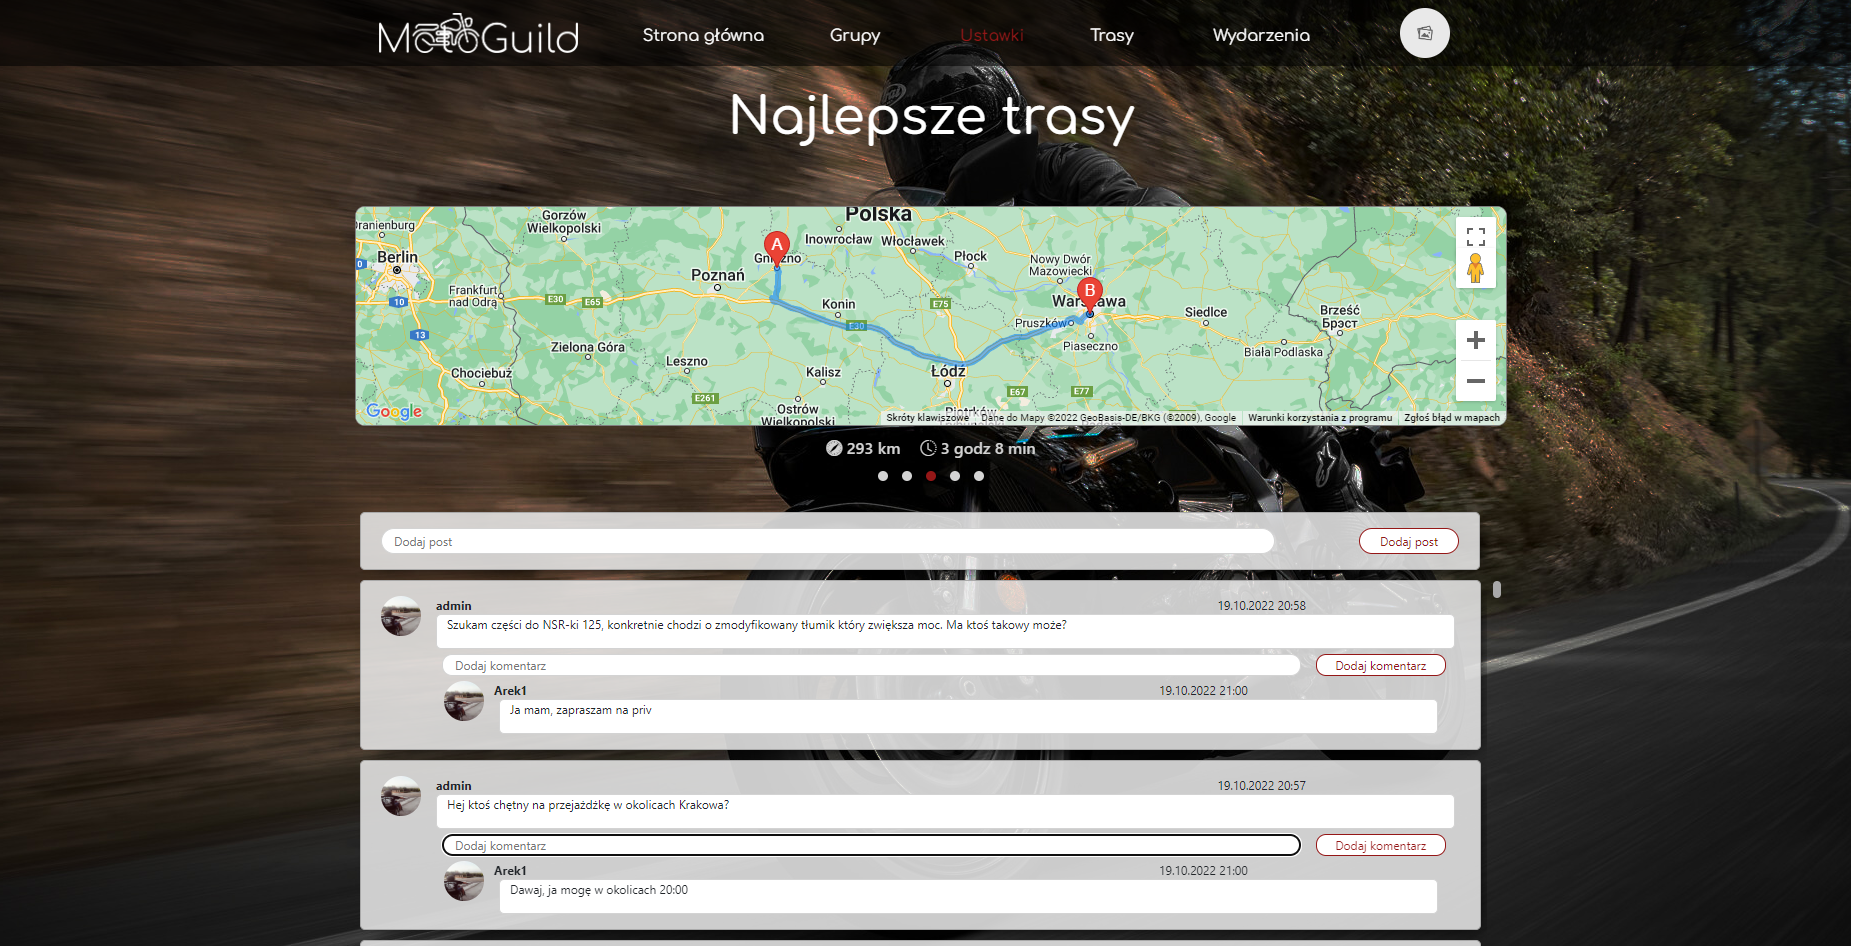 MotoGuild
Strona główna
Grupy
Ustawki
Trasy
Wydarzenia
Najlepsze trasy
Polska
Gorzów
Wielkopolski
Inowrocław
Włocławek
Berlin
A
Płock
Nowy Dwór
Mazowiecki
Poznań
B
Frankfurt
nad Odrą
E30
E65
10
Konin
E75
Siedlce
Brześć
Брэст
E30
Pruszków
13
Piaseczno
Zielona Góra
Biała Podlaska
Leszno
Chociebuż
Kalisz
Łódź
E261
E67
E77
Ostrów
Wielkopolski
Google
Skróty klawiszowe
Dane do Mapy ©2022 GeoBasis-DE/BKG (©2009), Google
Warunki korzystania z programu
Zgłoś błąd w mapach
293 km
3 godz 8 min
Dodaj post
Dodaj post
admin
19.10.2022 20:58
Szukam części do NSR-ki 125, konkretnie chodzi o zmodyfikowany tłumik który zwiększa moc. Ma ktoś takowy może?
Dodaj komentarz
Dodaj komentarz
Arek1
19.10.2022 21:00
Ja mam, zapraszam na priv
admin
19.10.2022 20:57
Hej ktoś chętny na przejażdżkę w okolicach Krakowa?
Dodaj komentarz
Dodaj komentarz
Arek1
19.10.2022 21:00
Dawaj, ja mogę w okolicach 20:00